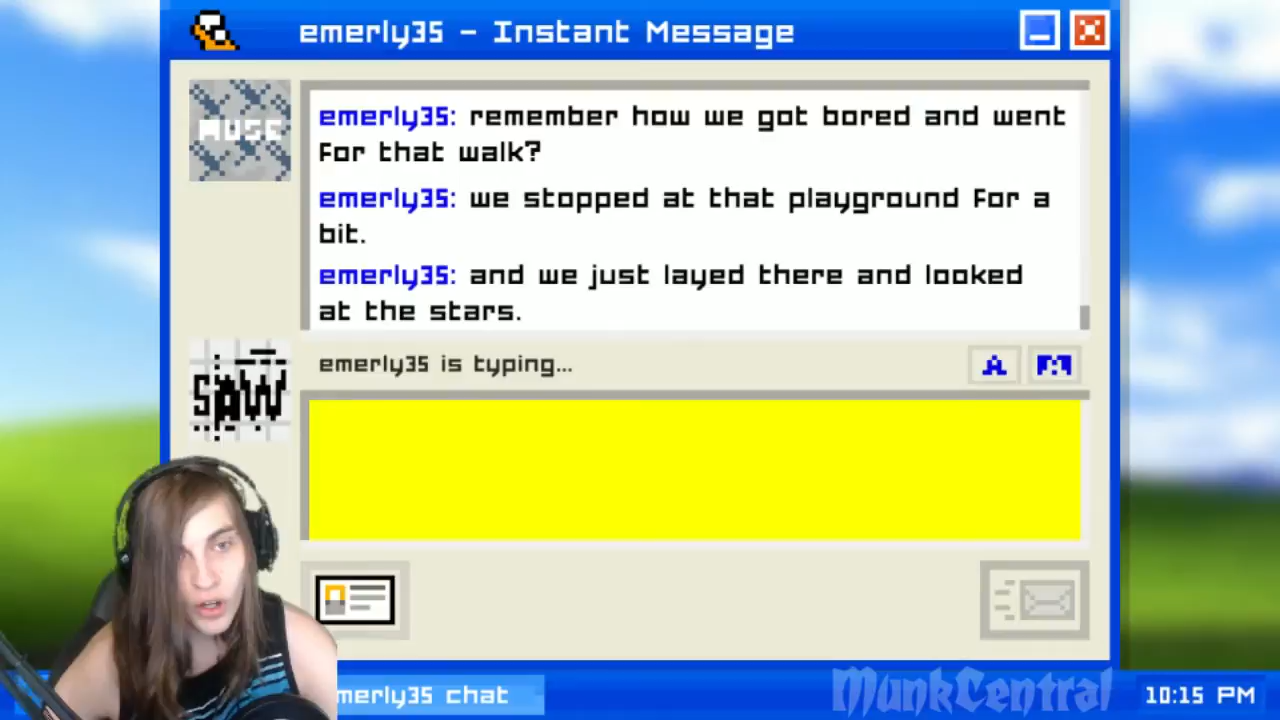 emerly35 - Instant Message
MUSE
emerly35: remember how we got bored and went
for that walk?
emerly35: we stopped at that playground for a
bit.
emerly35: and we just layed there and looked
at the stars.
emerly35 is typing...
A
SAW
merly35 chat
MunkCentral
10:15 PM